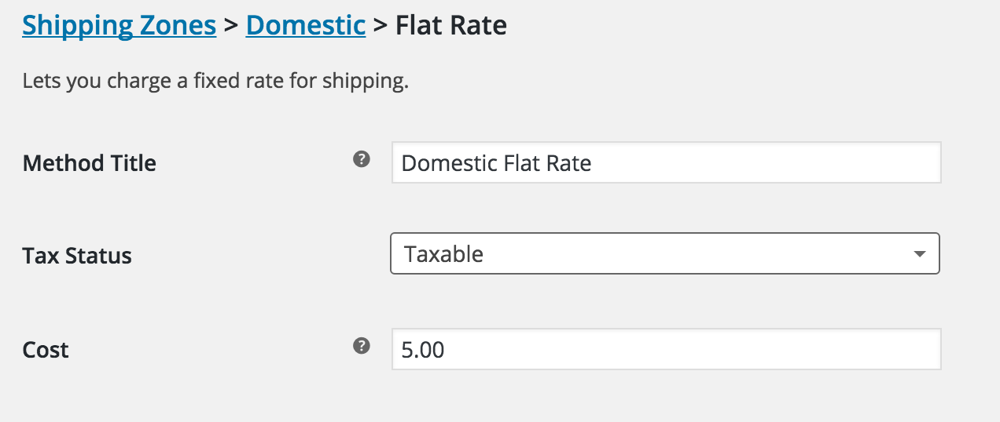 Shipping Zones > Domestic > Flat Rate
Lets you charge a fixed rate for shipping.
Method Title ? Domestic Flat Rate
Tax Status Taxable
Cost ? 5.00